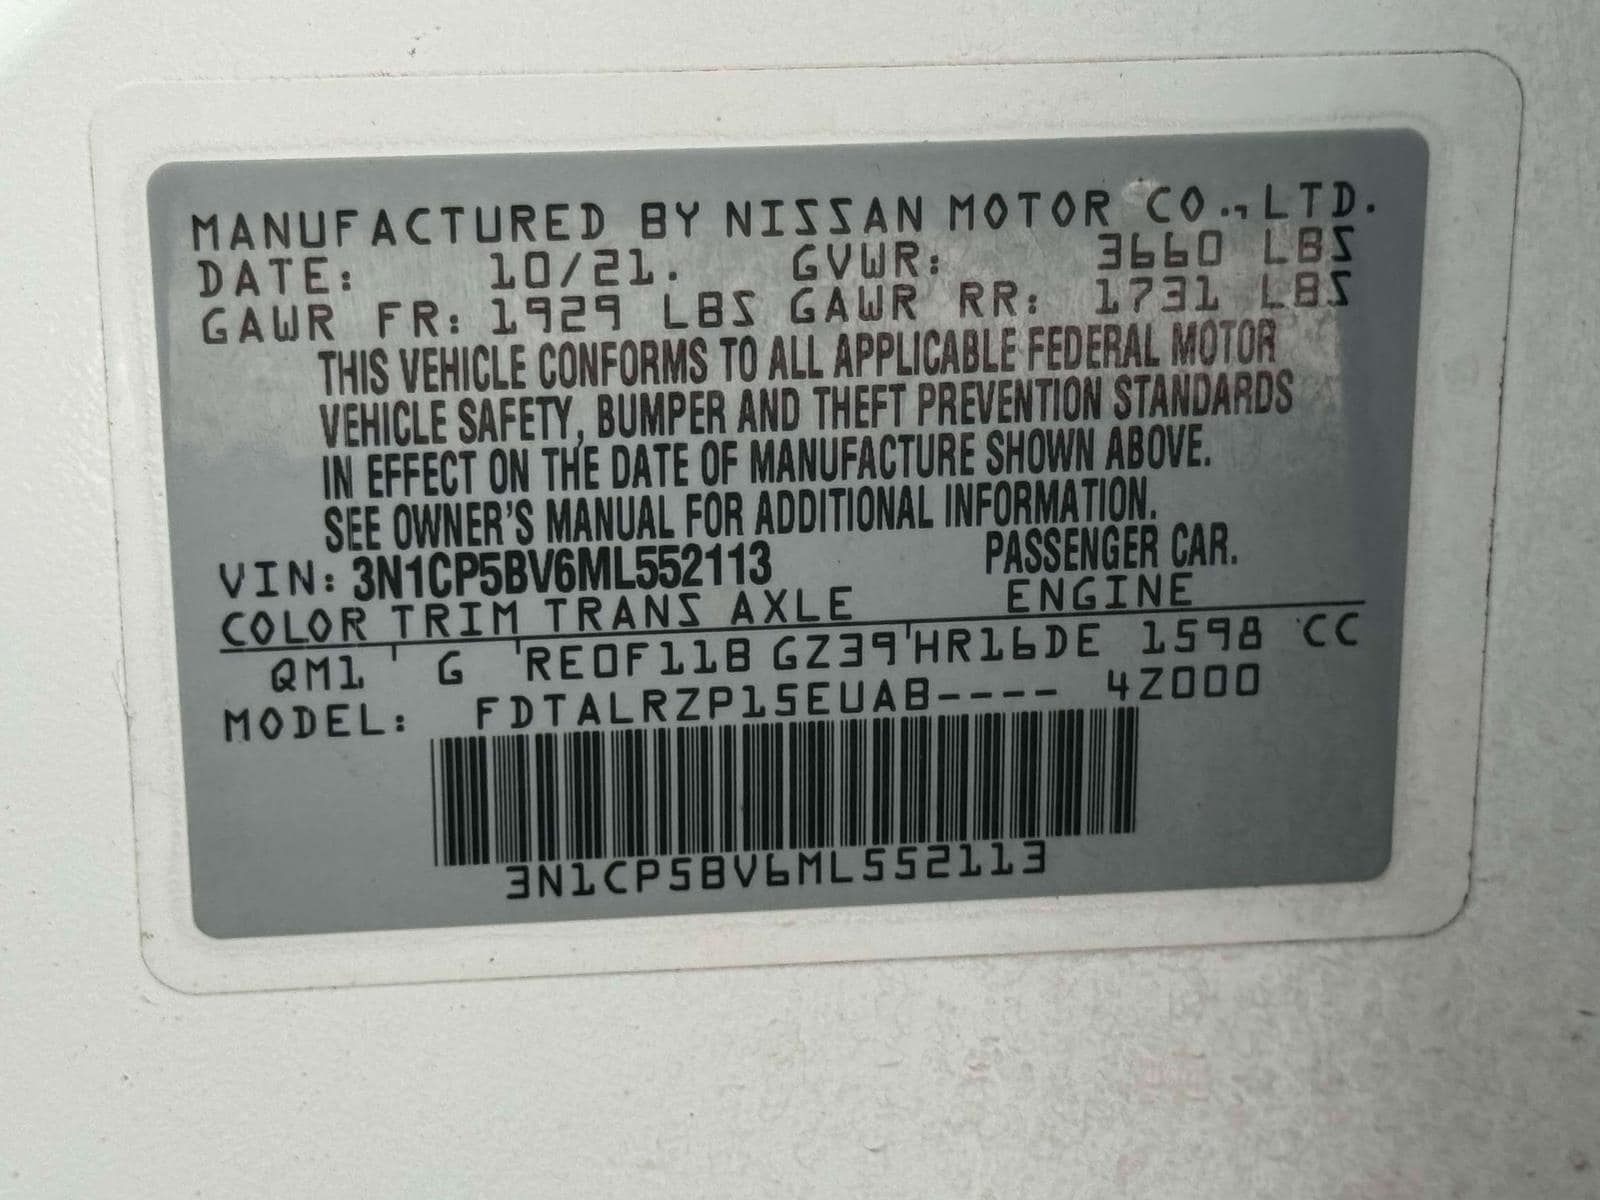 MANUFACTURED BY NISSAN MOTOR CO.,LTD.
DATE: 10/21. GVWR: 3660 LBS
GAWR FR: 1929 LBS GAWR RR: 1731 LBS
THIS VEHICLE CONFORMS TO ALL APPLICABLE FEDERAL MOTOR
VEHICLE SAFETY, BUMPER AND THEFT PREVENTION STANDARDS
IN EFFECT ON THE DATE OF MANUFACTURE SHOWN ABOVE.
SEE OWNER'S MANUAL FOR ADDITIONAL INFORMATION.
VIN: 3N1CP5BV6ML552113 PASSENGER CAR.
COLOR TRIM TRANS AXLE ENGINE
QM1 G RE0F11B GZ39 HR16DE 1598 CC
MODEL: FDTALRZP15EUAB---- 4Z000
3N1CP5BV6ML552113